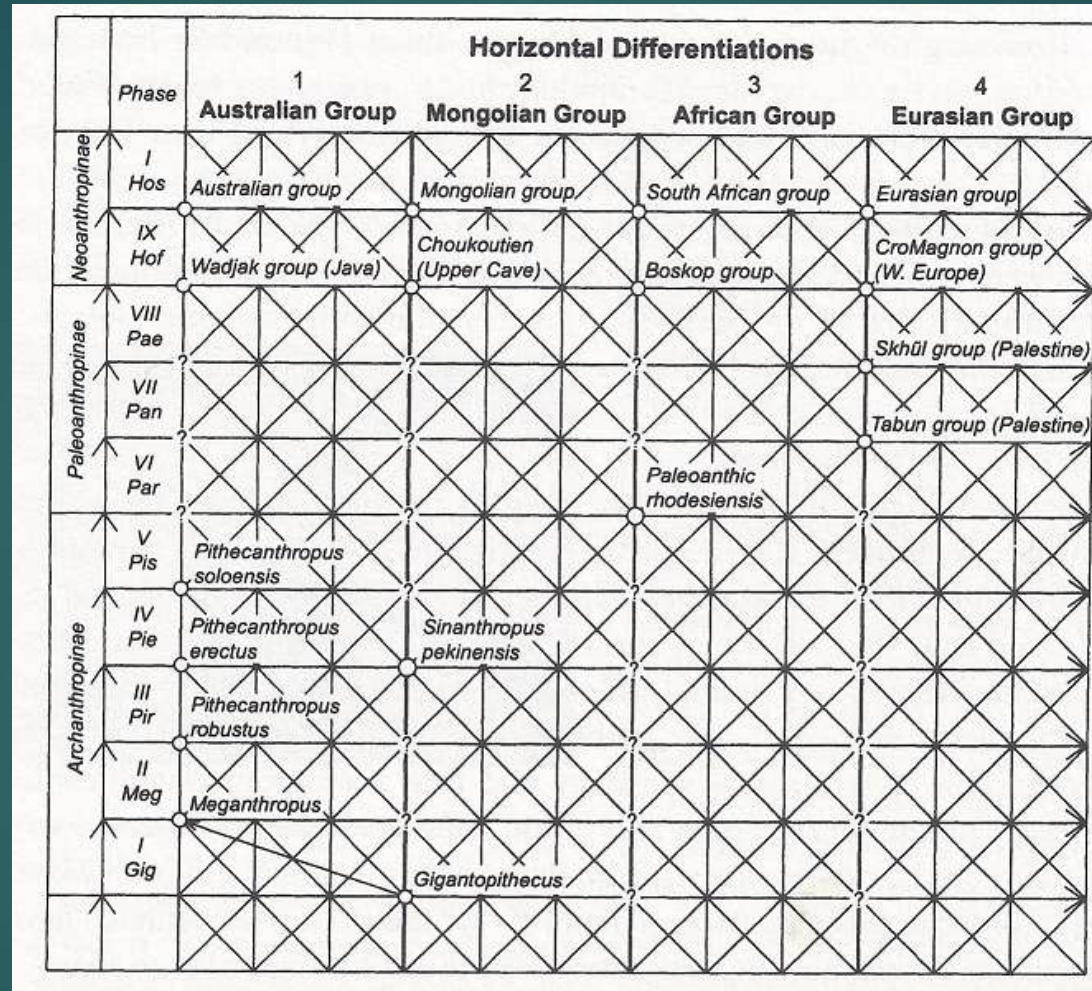 Horizontal Differentiations
Phase
1
Australian Group
2
Mongolian Group
3
African Group
4
Eurasian Group
Neoanthropinae
I
Hos
Australian group
Mongolian group
South African group
Eurasian group
IX
Hof
Wadjak group (Java)
Choukoutien
(Upper Cave)
Boskop group
CroMagnon group
(W. Europe)
Paleoanthropinae
VIII
Pae
Skhūl group (Palestine)
? ? ?
VII
Pan
Tabun group (Palestine)
? ? ?
VI
Par
Paleoanthic
rhodesiensis
? ? ?
Archanthropinae
V
Pis
Pithecanthropus
soloensis
? ? ?
IV
Pie
Pithecanthropus
erectus
Sinanthropus
pekinensis
? ?
III
Pir
Pithecanthropus
robustus
? ? ?
II
Meg
Meganthropus
? ? ?
I
Gig
Gigantopithecus
? ?